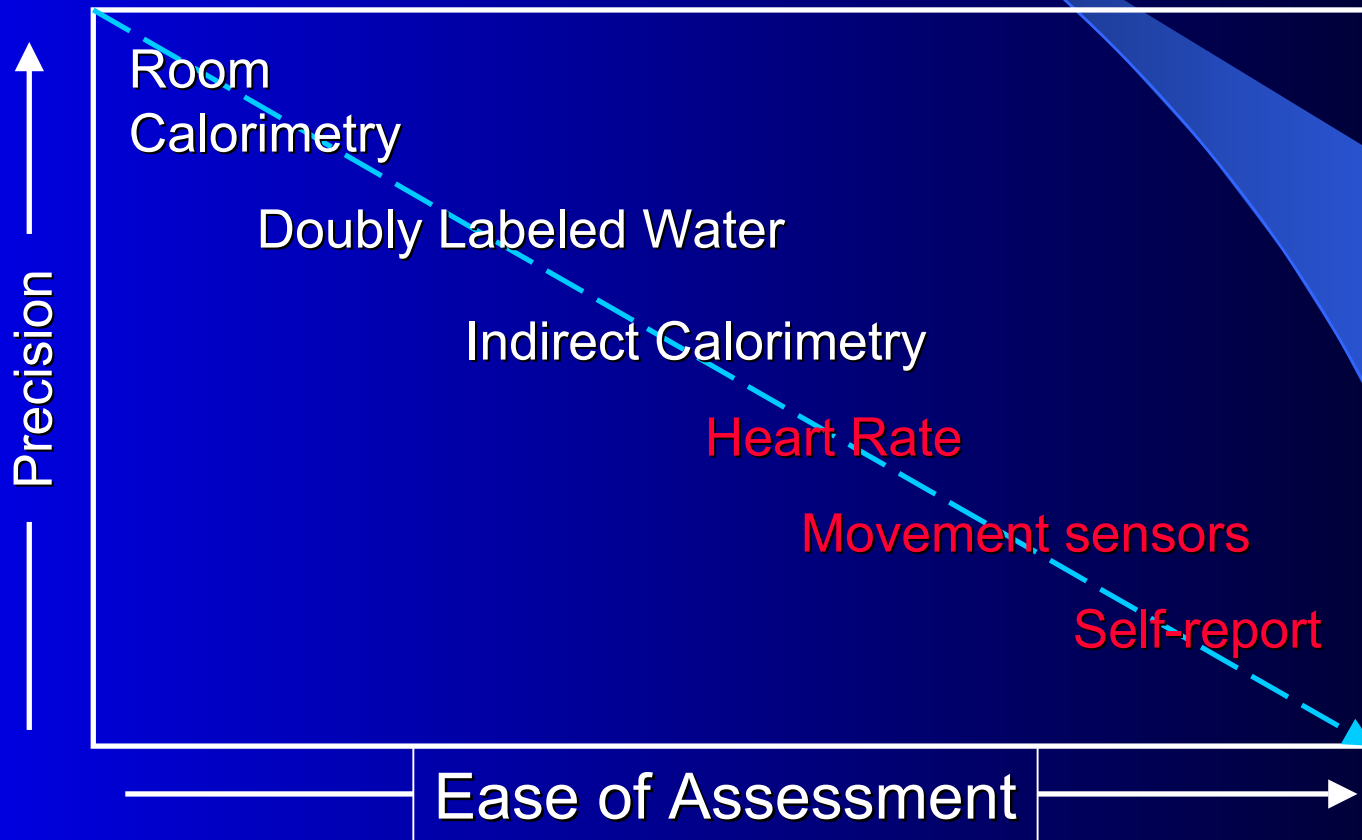 Room
Calorimetry
Doubly Labeled Water
Indirect Calorimetry
Heart Rate
Movement sensors
Self-report
Precision
Ease of Assessment